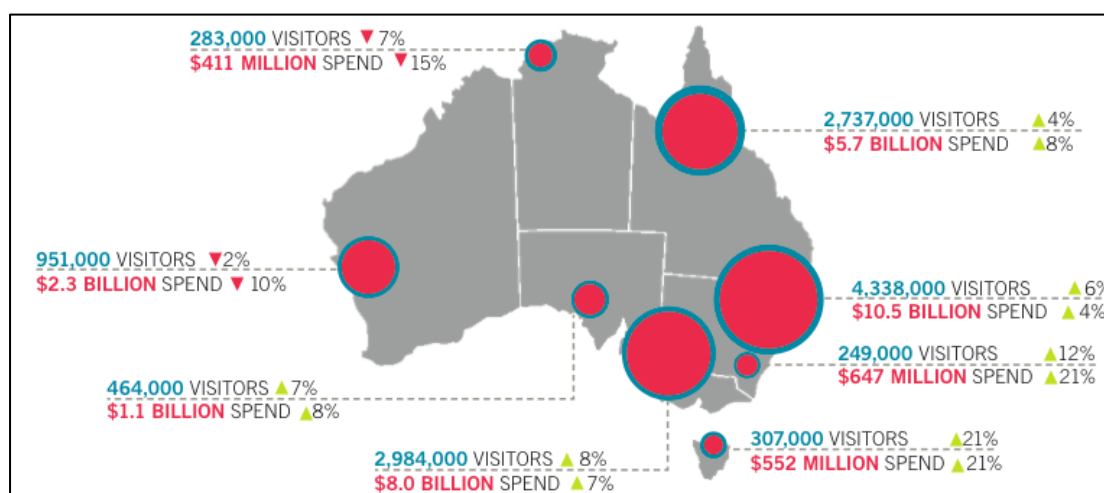 283,000 VISITORS ▼ 7%
$411 MILLION SPEND ▼ 15%
2,737,000 VISITORS ▲4%
$5.7 BILLION SPEND ▲8%
951,000 VISITORS ▼2%
$2.3 BILLION SPEND ▼ 10%
4,338,000 VISITORS ▲6%
$10.5 BILLION SPEND ▲4%
249,000 VISITORS ▲12%
$647 MILLION SPEND ▲21%
464,000 VISITORS ▲7%
$1.1 BILLION SPEND ▲8%
307,000 VISITORS ▲21%
$552 MILLION SPEND ▲21%
2,984,000 VISITORS ▲ 8%
$8.0 BILLION SPEND ▲7%